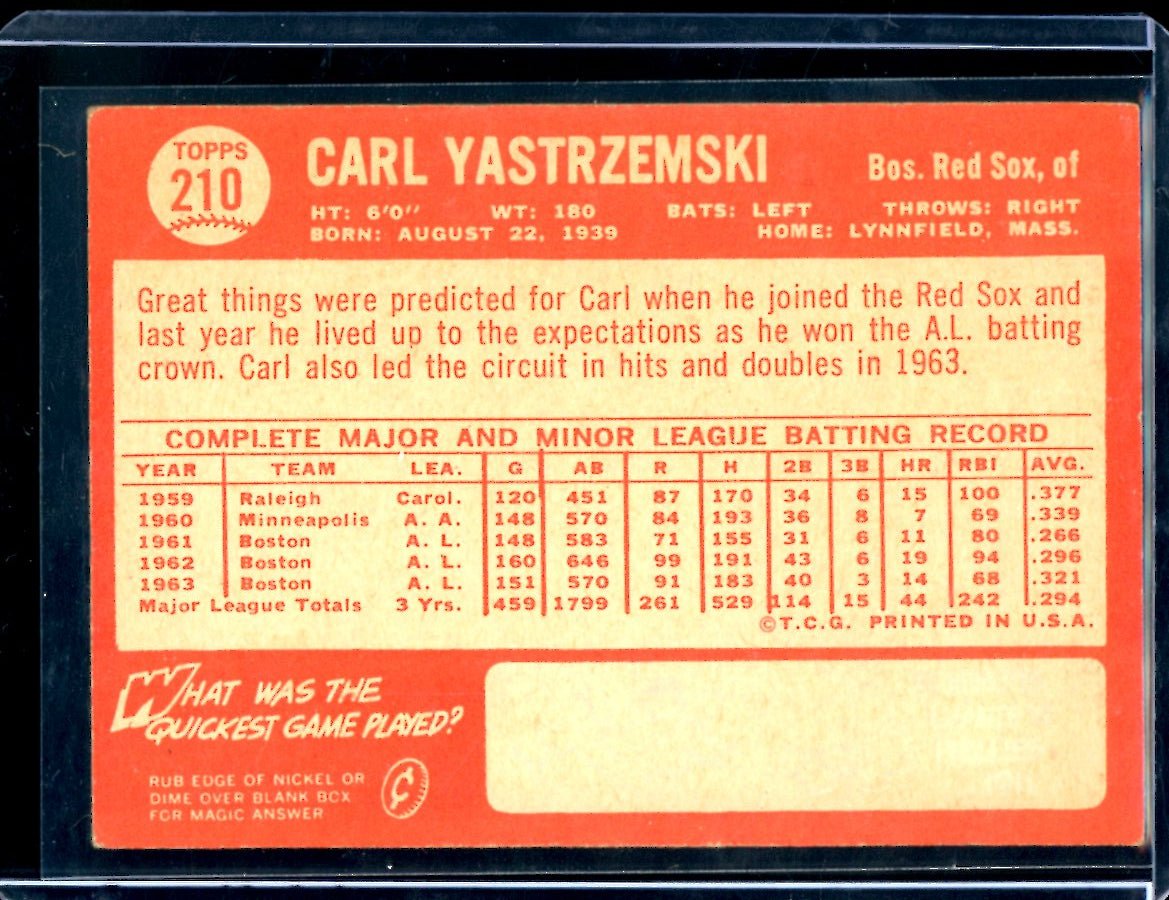 TOPPS
210
CARL YASTRZEMSKI
Bos. Red Sox, of
HT: 6'0" WT: 180 BATS: LEFT THROWS: RIGHT
BORN: AUGUST 22, 1939 HOME: LYNNFIELD, MASS.
Great things were predicted for Carl when he joined the Red Sox and
last year he lived up to the expectations as he won the A.L. batting
crown. Carl also led the circuit in hits and doubles in 1963.
COMPLETE MAJOR AND MINOR LEAGUE BATTING RECORD
YEAR TEAM LEA. G AB R H 2B 3B HR RBI AVG.
1959 Raleigh Carol. 120 451 87 170 34 6 15 100 .377
1960 Minneapolis A. A. 148 570 84 193 36 8 7 69 .339
1961 Boston A. L. 148 583 71 155 31 6 11 80 .266
1962 Boston A. L. 160 646 99 191 43 6 19 94 .296
1963 Boston A. L. 151 570 91 183 40 3 14 68 .321
Major League Totals 3 Yrs. 459 1799 261 529 114 15 44 242 .294
©T.C.G. PRINTED IN U.S.A.
WHAT WAS THE
QUICKEST GAME PLAYED?
RUB EDGE OF NICKEL OR
DIME OVER BLANK BOX
FOR MAGIC ANSWER
¢